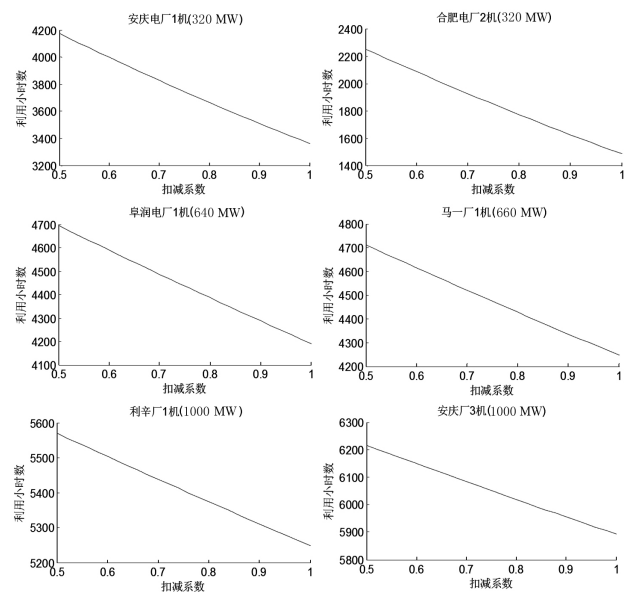 安庆电厂1机(320 MW)
4200
4000
3800
3600
3400
3200
利用小时数
0.5 0.6 0.7 0.8 0.9 1
扣减系数
合肥电厂2机(320 MW)
2400
2200
2000
1800
1600
1400
利用小时数
0.5 0.6 0.7 0.8 0.9 1
扣减系数
阜润电厂1机(640 MW)
4700
4600
4500
4400
4300
4200
4100
利用小时数
0.5 0.6 0.7 0.8 0.9 1
扣减系数
马一厂1机(660 MW)
4800
4700
4600
4500
4400
4300
4200
利用小时数
0.5 0.6 0.7 0.8 0.9 1
扣减系数
利辛厂1机(1000 MW)
5600
5500
5400
5300
5200
利用小时数
0.5 0.6 0.7 0.8 0.9 1
扣减系数
安庆厂3机(1000 MW)
6300
6200
6100
6000
5900
5800
利用小时数
0.5 0.6 0.7 0.8 0.9 1
扣减系数